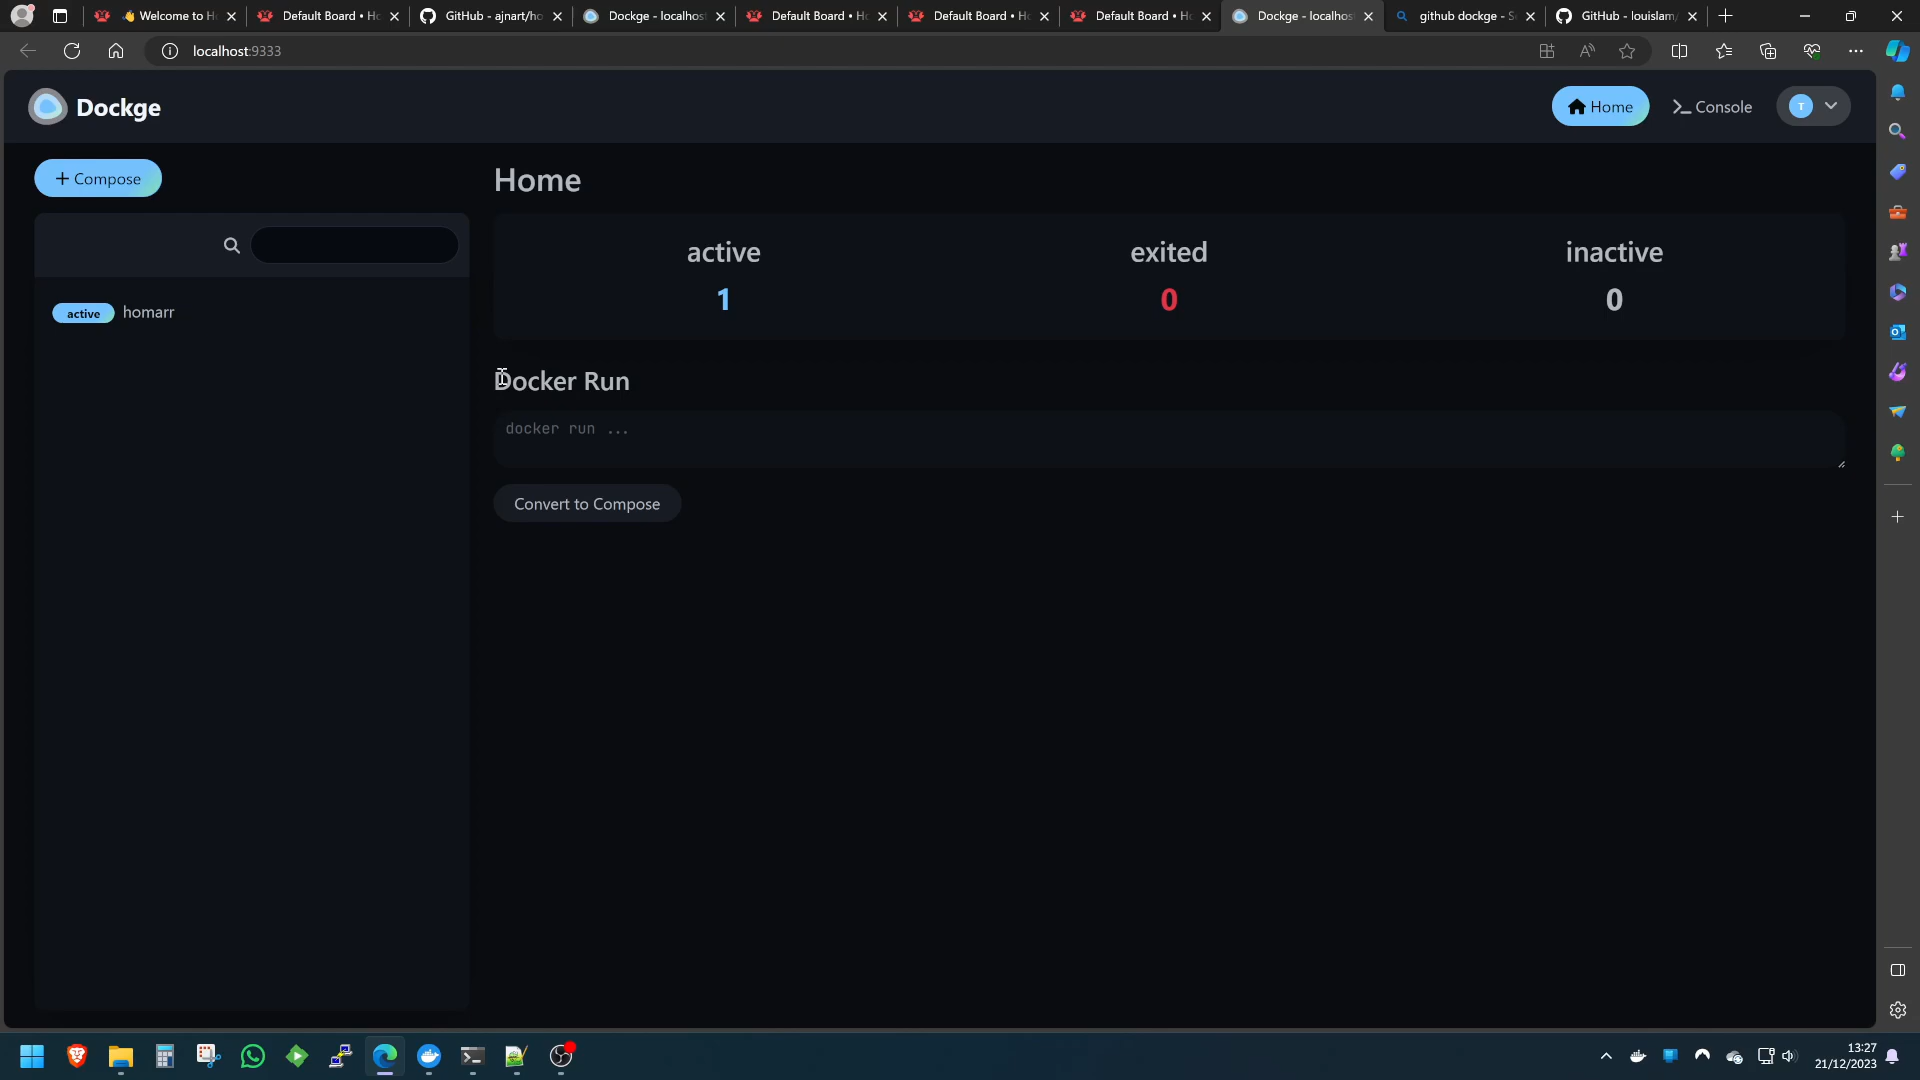 Welcome to H
Default Board • H
GitHub - ajnart/ho
Dockge - localhost
Default Board • H
Default Board • H
Default Board • H
Dockge - localhos
github dockge - S
GitHub - louislam/
localhost:9333
Dockge
Home
Console
T
+ Compose
Home
active
exited
inactive
1
0
0
active homarr
Docker Run
docker run ...
Convert to Compose
13:27
21/12/2023